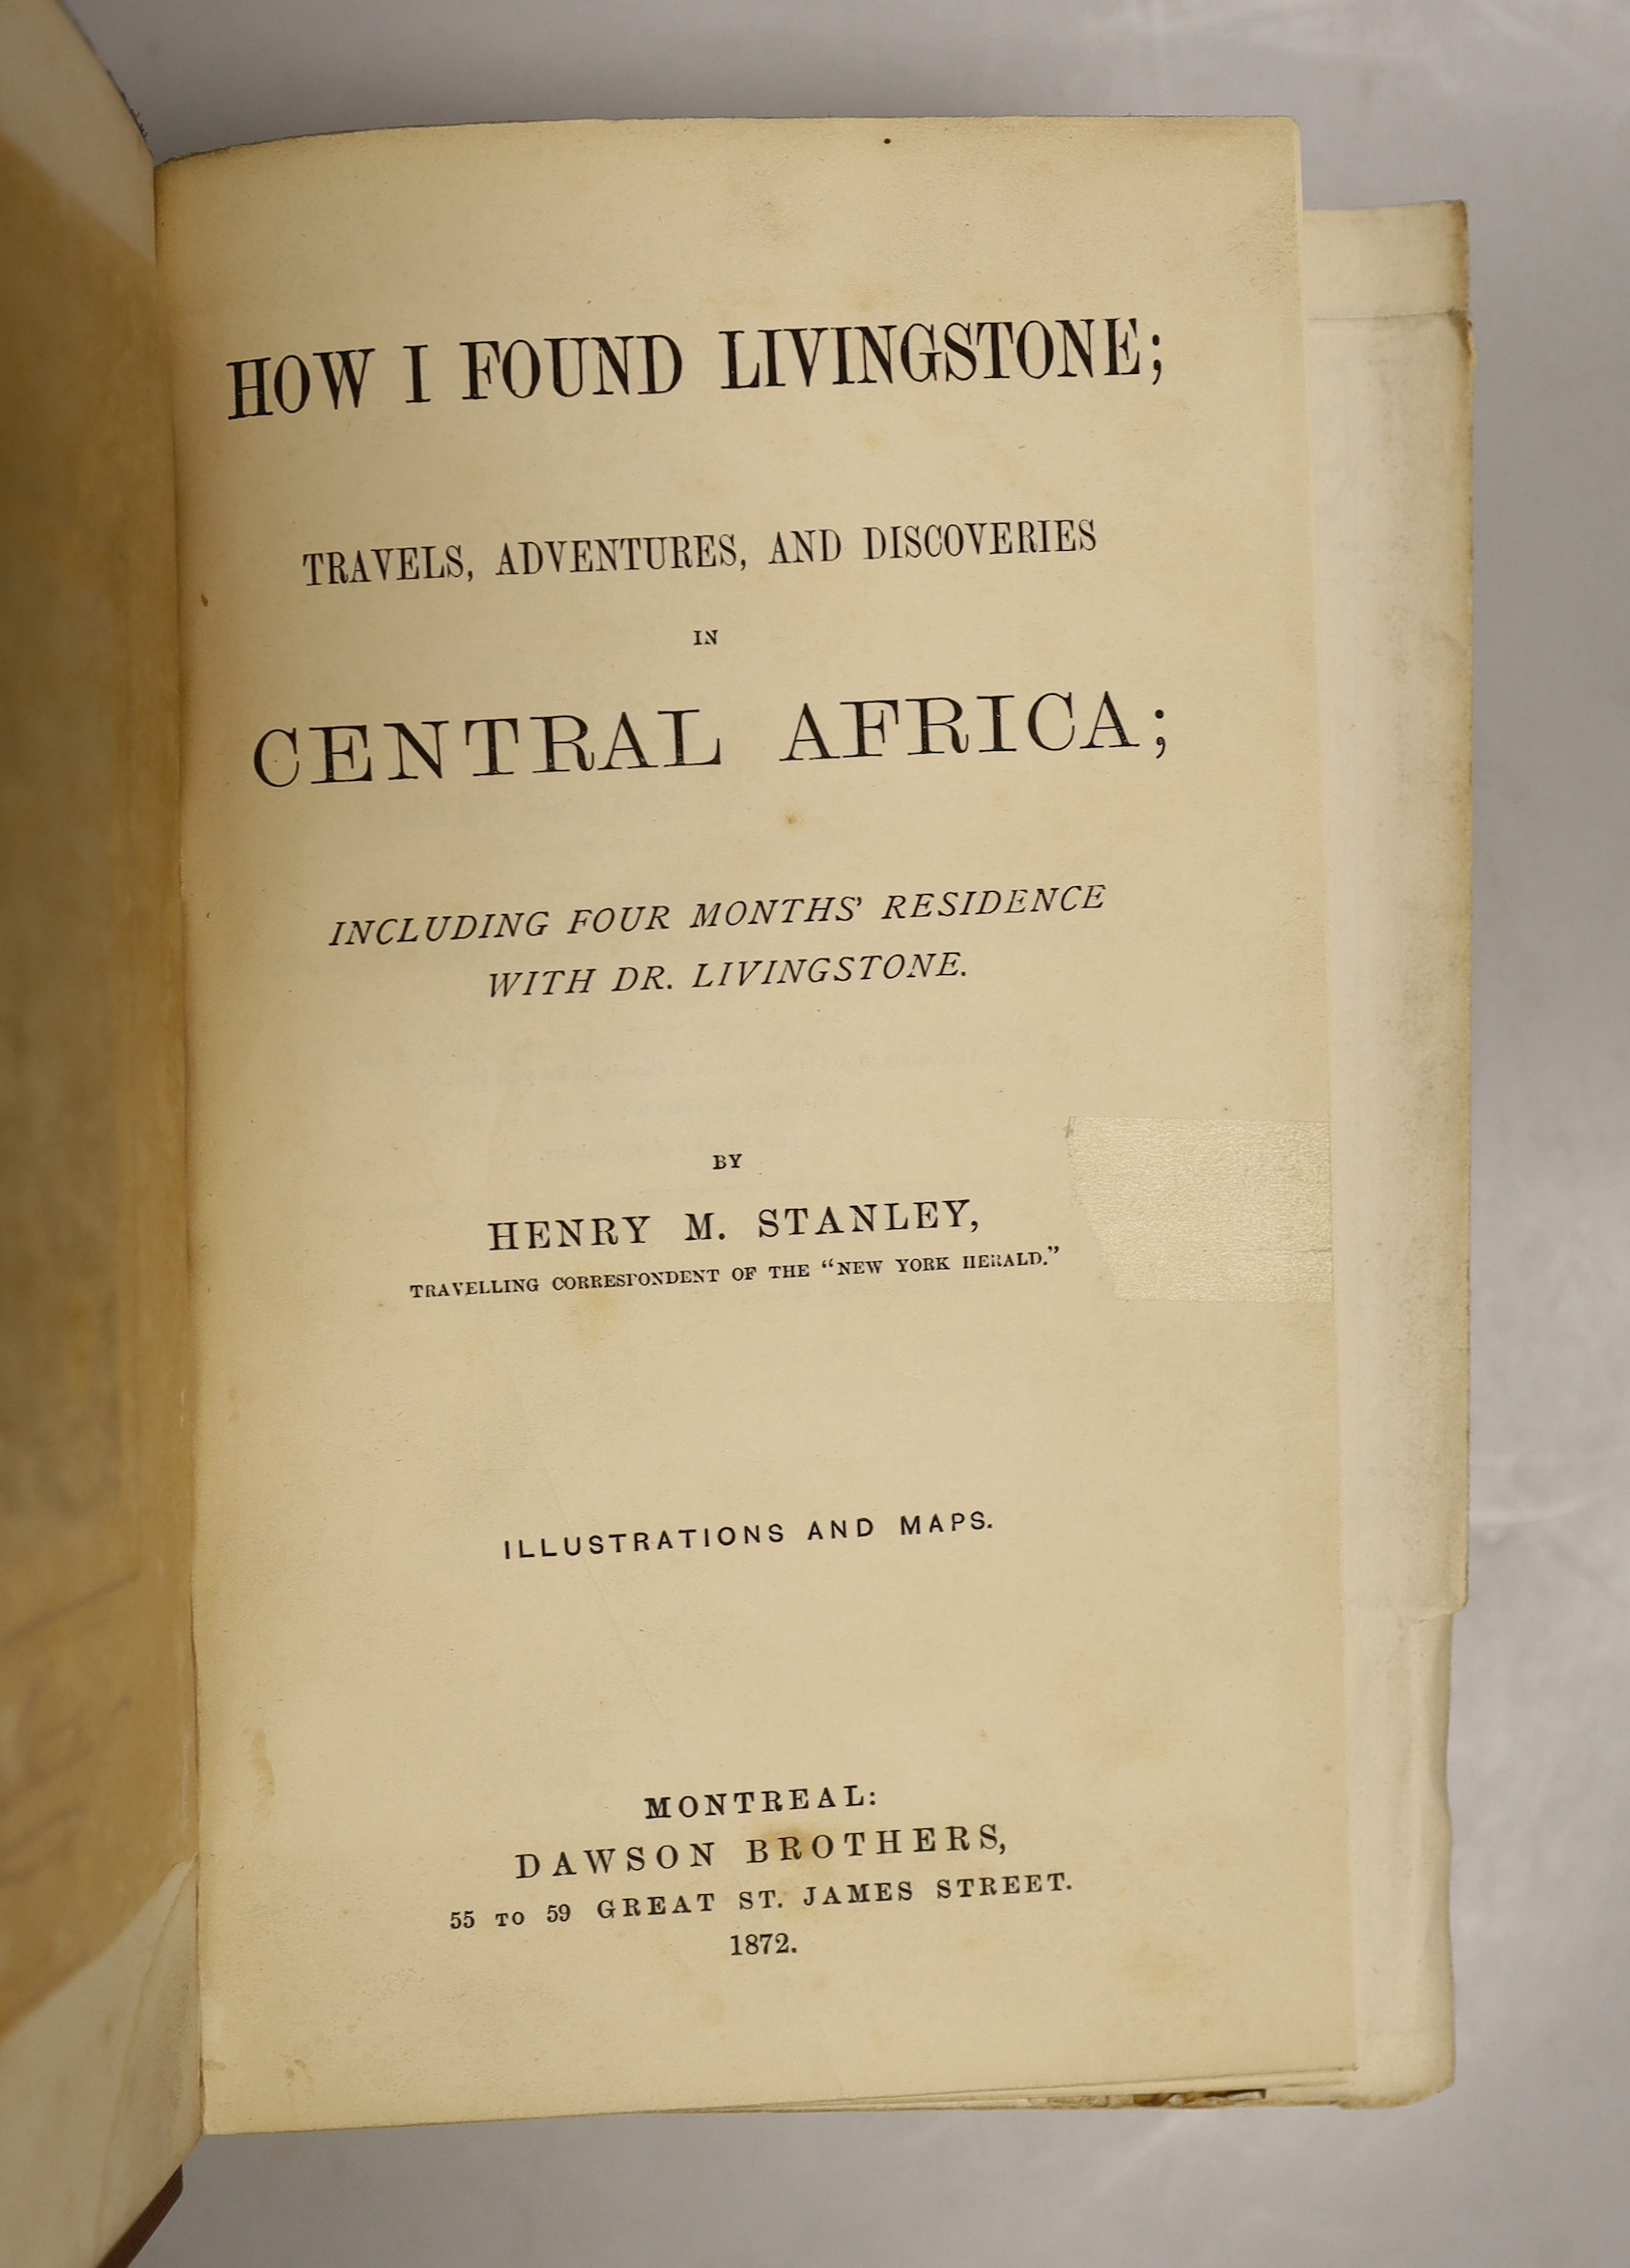 HOW I FOUND LIVINGSTONE;
TRAVELS, ADVENTURES, AND DISCOVERIES
IN
CENTRAL AFRICA;
INCLUDING FOUR MONTHS' RESIDENCE
WITH DR. LIVINGSTONE.
BY
HENRY M. STANLEY,
TRAVELLING CORRESPONDENT OF THE "NEW YORK HERALD."
ILLUSTRATIONS AND MAPS.
MONTREAL:
DAWSON BROTHERS,
55 TO 59 GREAT ST. JAMES STREET.
1872.